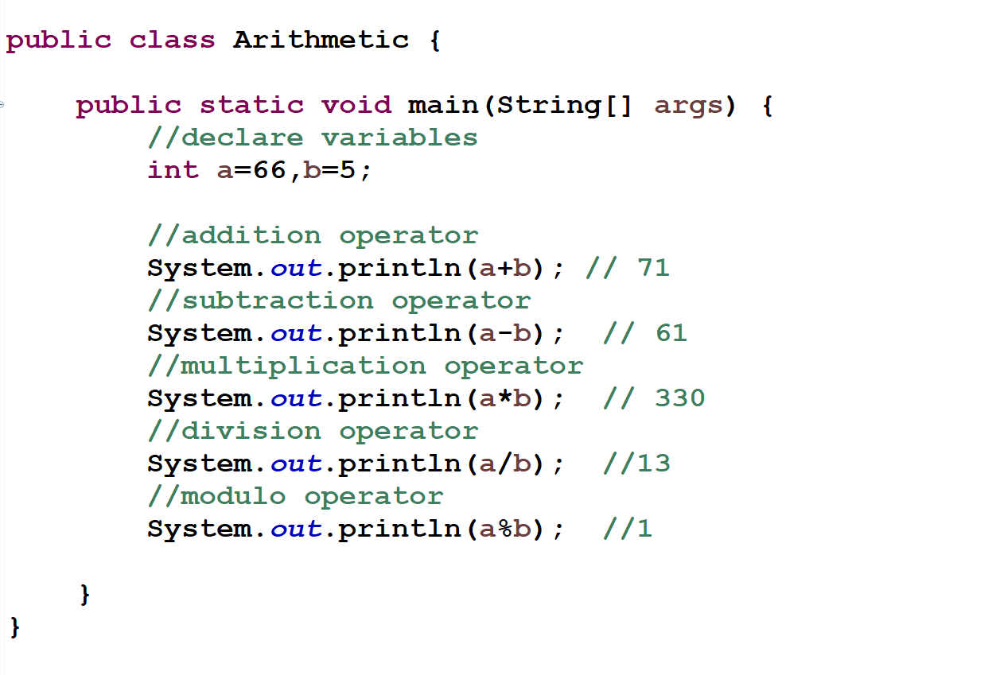 public class Arithmetic {
public static void main(String[] args) {
//declare variables
int a=66,b=5;
//addition operator
System.out.println(a+b); // 71
//subtraction operator
System.out.println(a-b); // 61
//multiplication operator
System.out.println(a*b); // 330
//division operator
System.out.println(a/b); //13
//modulo operator
System.out.println(a%b); //1
}
}